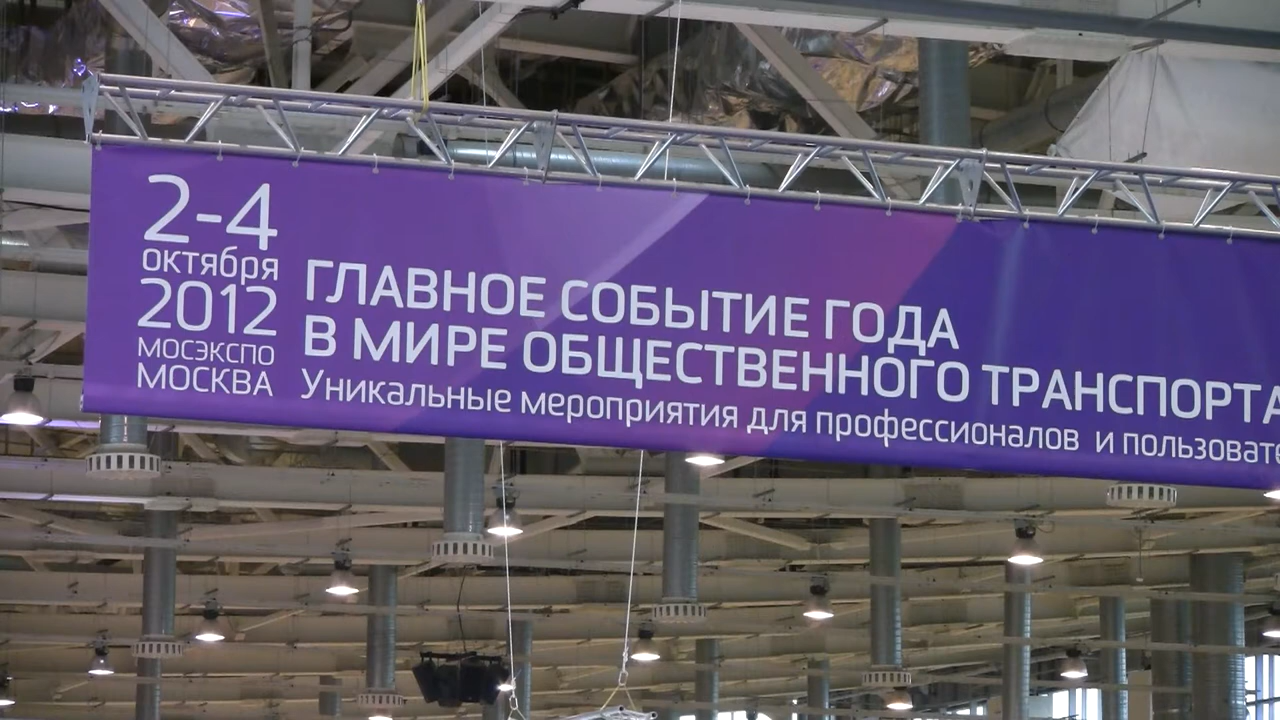 2-4
октября
2012
МОСЭКСПО
МОСКВА
ГЛАВНОЕ СОБЫТИЕ ГОДА
В МИРЕ ОБЩЕСТВЕННОГО ТРАНСПОРТА
Уникальные мероприятия для профессионалов и